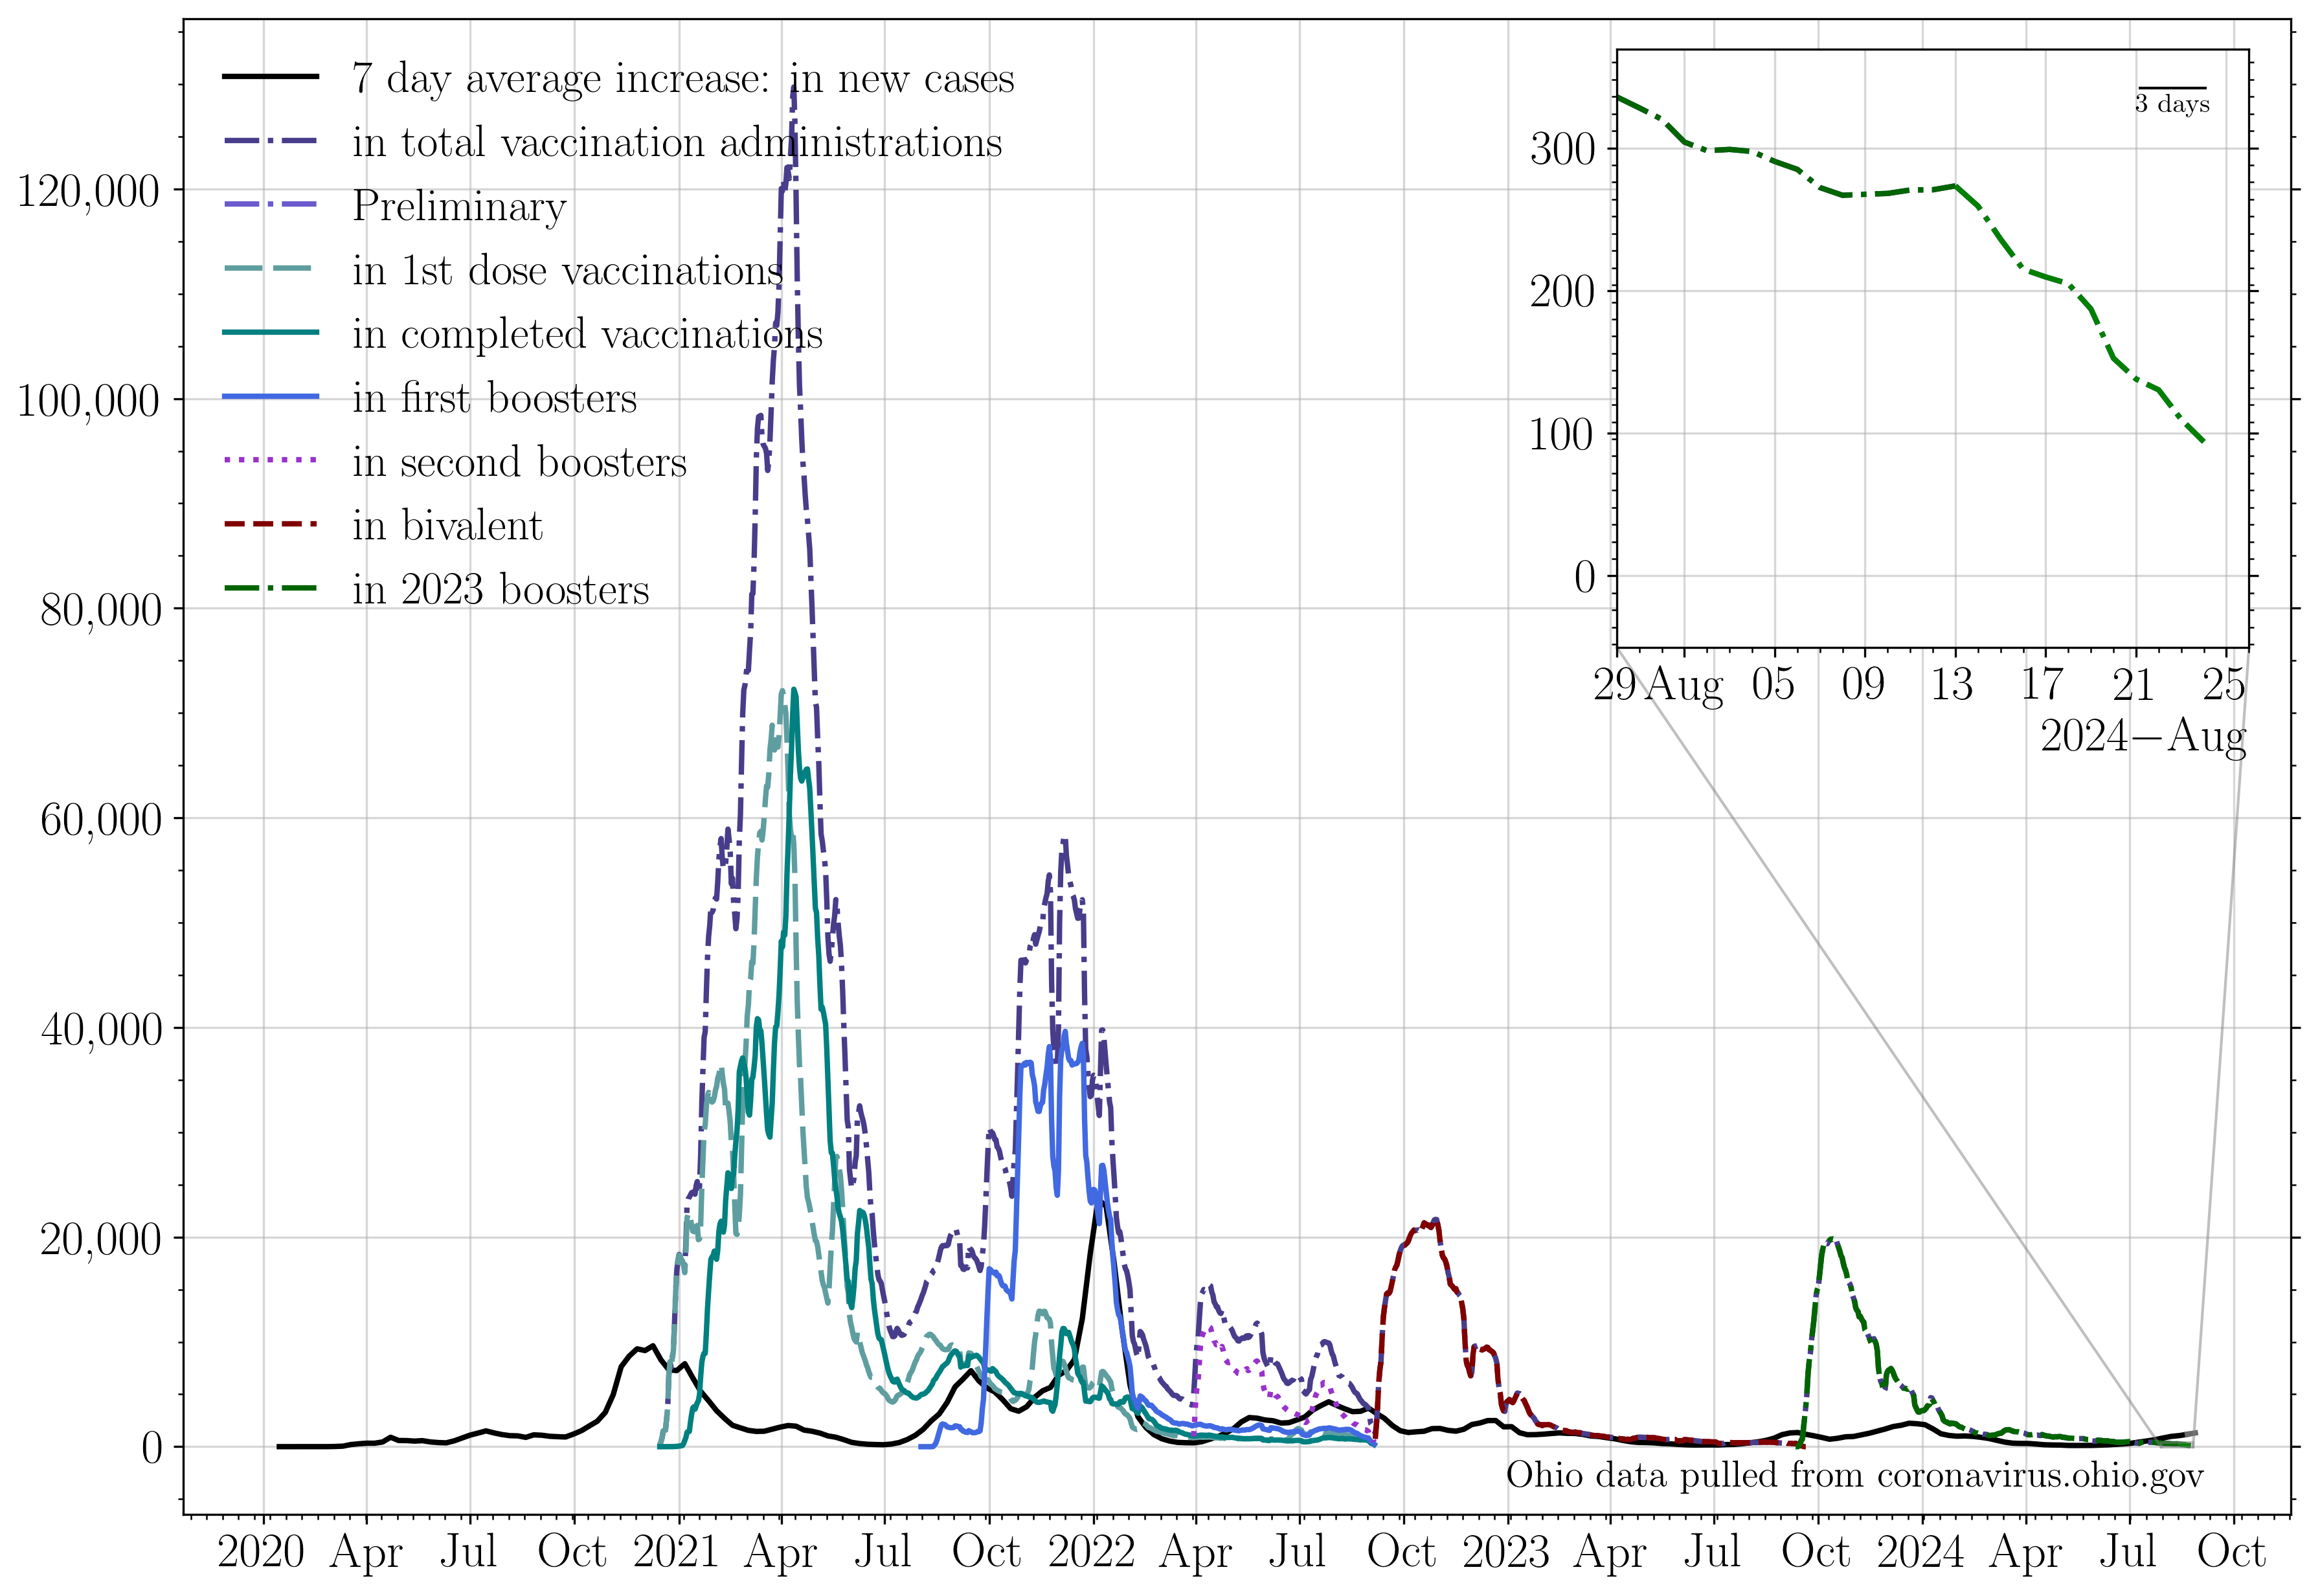 7 day average increase: in new cases
in total vaccination administrations
Preliminary
in 1st dose vaccinations
in completed vaccinations
in first boosters
in second boosters
in bivalent
in 2023 boosters
120,000
100,000
80,000
60,000
40,000
20,000
0
3 days
300
200
100
0
29 Aug 05 09 13 17 21 25
2024−Aug
Ohio data pulled from coronavirus.ohio.gov
2020 Apr Jul Oct 2021 Apr Jul Oct 2022 Apr Jul Oct 2023 Apr Jul Oct 2024 Apr Jul Oct